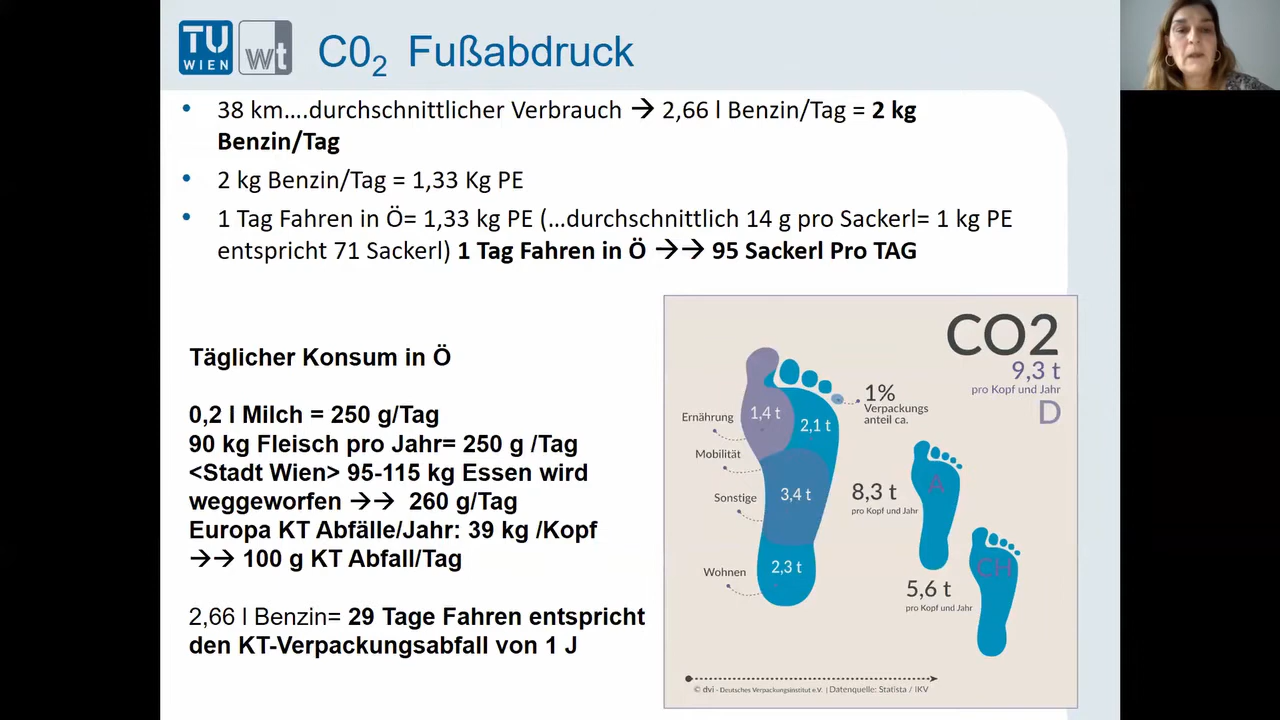 TU
WIEN
wt
C0₂ Fußabdruck
• 38 km….durchschnittlicher Verbrauch → 2,66 l Benzin/Tag = 2 kg
Benzin/Tag
• 2 kg Benzin/Tag = 1,33 Kg PE
• 1 Tag Fahren in Ö= 1,33 kg PE (…durchschnittlich 14 g pro Sackerl= 1 kg PE
entspricht 71 Sackerl) 1 Tag Fahren in Ö →→ 95 Sackerl Pro TAG
Täglicher Konsum in Ö
0,2 l Milch = 250 g/Tag
90 kg Fleisch pro Jahr= 250 g /Tag
<Stadt Wien> 95-115 kg Essen wird
weggeworfen →→ 260 g/Tag
Europa KT Abfälle/Jahr: 39 kg /Kopf
→→ 100 g KT Abfall/Tag
2,66 l Benzin= 29 Tage Fahren entspricht
den KT-Verpackungsabfall von 1 J
CO2
9,3 t
pro Kopf und Jahr
D
1%
Verpackungs
anteil ca.
Ernährung
1,4 t
2,1 t
Mobilität
Sonstige
3,4 t
Wohnen
2,3 t
8,3 t
pro Kopf und Jahr
A
5,6 t
pro Kopf und Jahr
CH
© dvi - Deutsches Verpackungsinstitut e.V. | Datenquelle: Statista / IKV